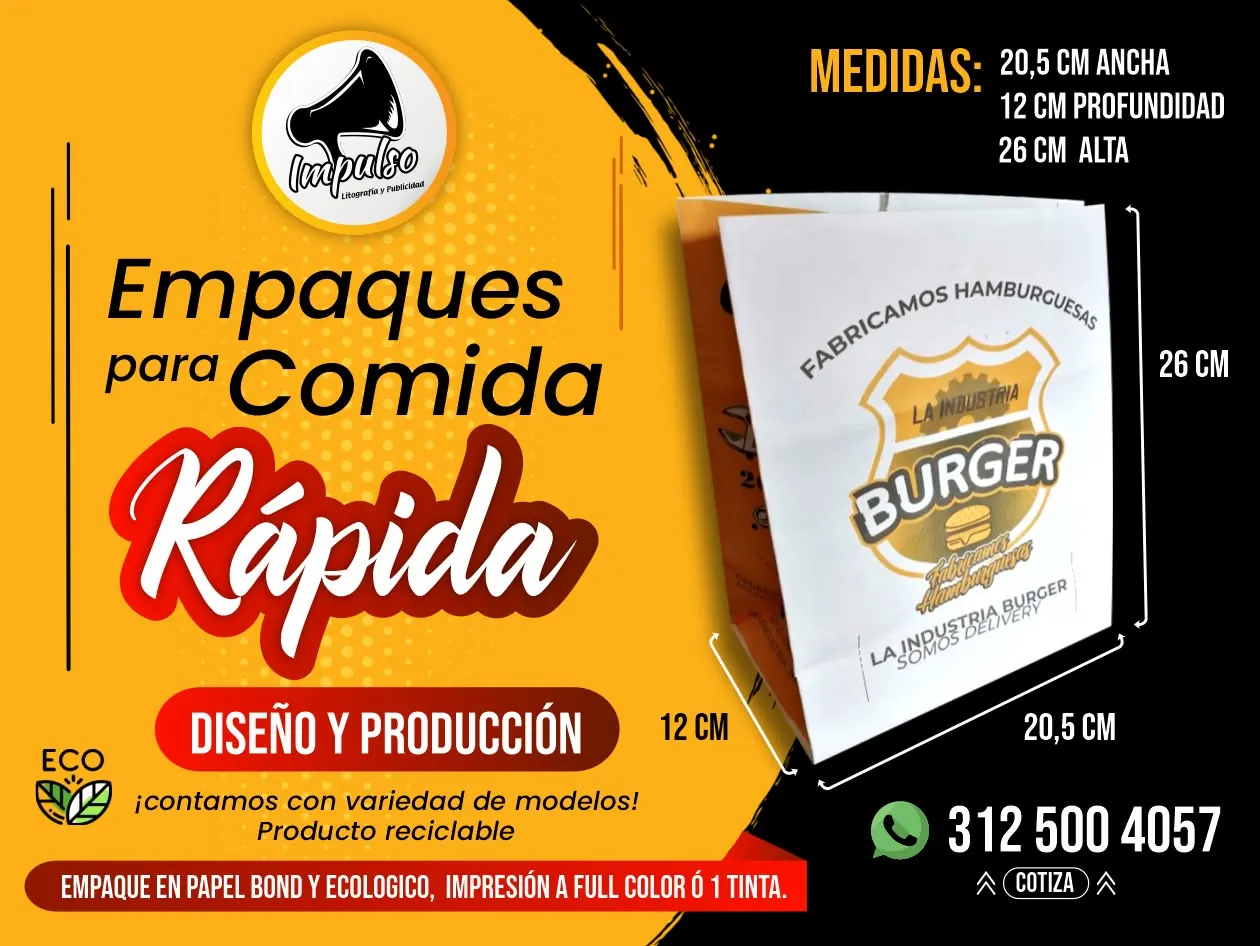 Impulso
Litografía y Publicidad
MEDIDAS:
20,5 CM ANCHA
12 CM PROFUNDIDAD
26 CM ALTA
Empaques
para Comida
Rápida
DISEÑO Y PRODUCCIÓN
ECO
¡contamos con variedad de modelos!
Producto reciclable
EMPAQUE EN PAPEL BOND Y ECOLOGICO, IMPRESIÓN A FULL COLOR Ó 1 TINTA.
FABRICAMOS HAMBURGUESAS
LA INDUSTRIA
BURGER
Fabricamos
Hamburguesas
LA INDUSTRIA BURGER
SOMOS DELIVERY
26 CM
12 CM
20,5 CM
312 500 4057
COTIZA